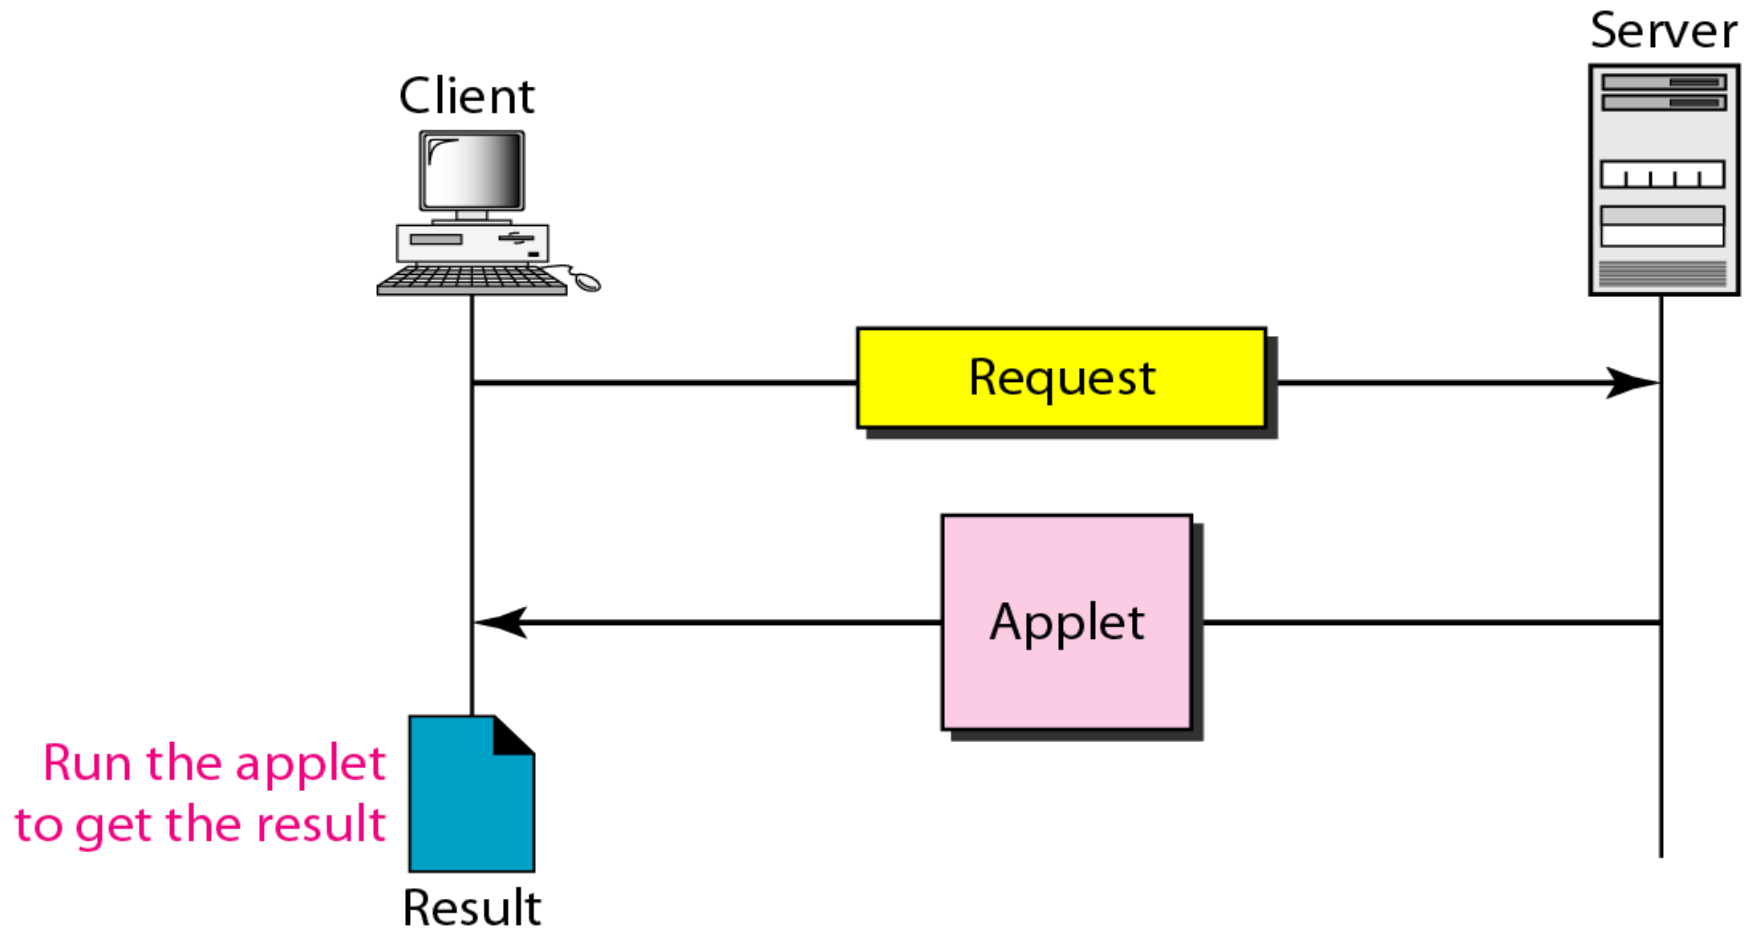 Server
Client
Request
Applet
Run the applet
to get the result
Result